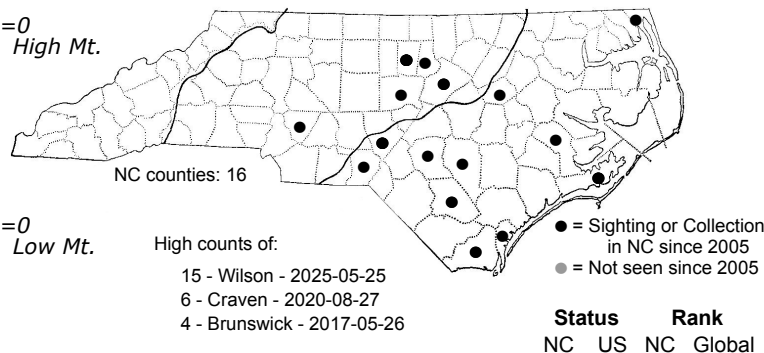 =0
High Mt.
NC counties: 16
=0
Low Mt.
High counts of:
15 - Wilson - 2025-05-25
6 - Craven - 2020-08-27
4 - Brunswick - 2017-05-26
● = Sighting or Collection
in NC since 2005
● = Not seen since 2005
Status Rank
NC US NC Global